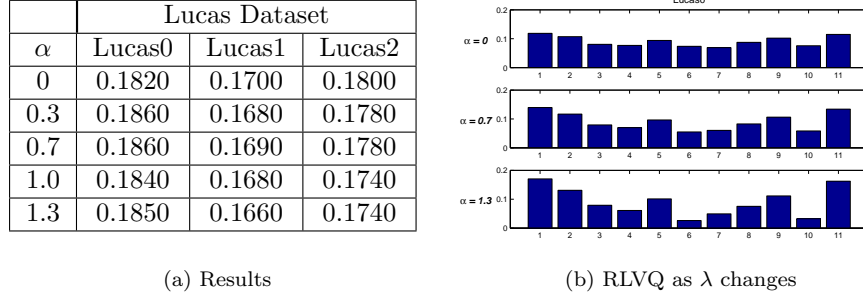 Lucas Dataset
α Lucas0 Lucas1 Lucas2
0 0.1820 0.1700 0.1800
0.3 0.1860 0.1680 0.1780
0.7 0.1860 0.1690 0.1780
1.0 0.1840 0.1680 0.1740
1.3 0.1850 0.1660 0.1740
(a) Results
Lucas0
0.2
α = 0
0.1
0
1 2 3 4 5 6 7 8 9 10 11
0.2
α = 0.7
0.1
0
1 2 3 4 5 6 7 8 9 10 11
0.2
α = 1.3
0.1
0
1 2 3 4 5 6 7 8 9 10 11
(b) RLVQ as λ changes